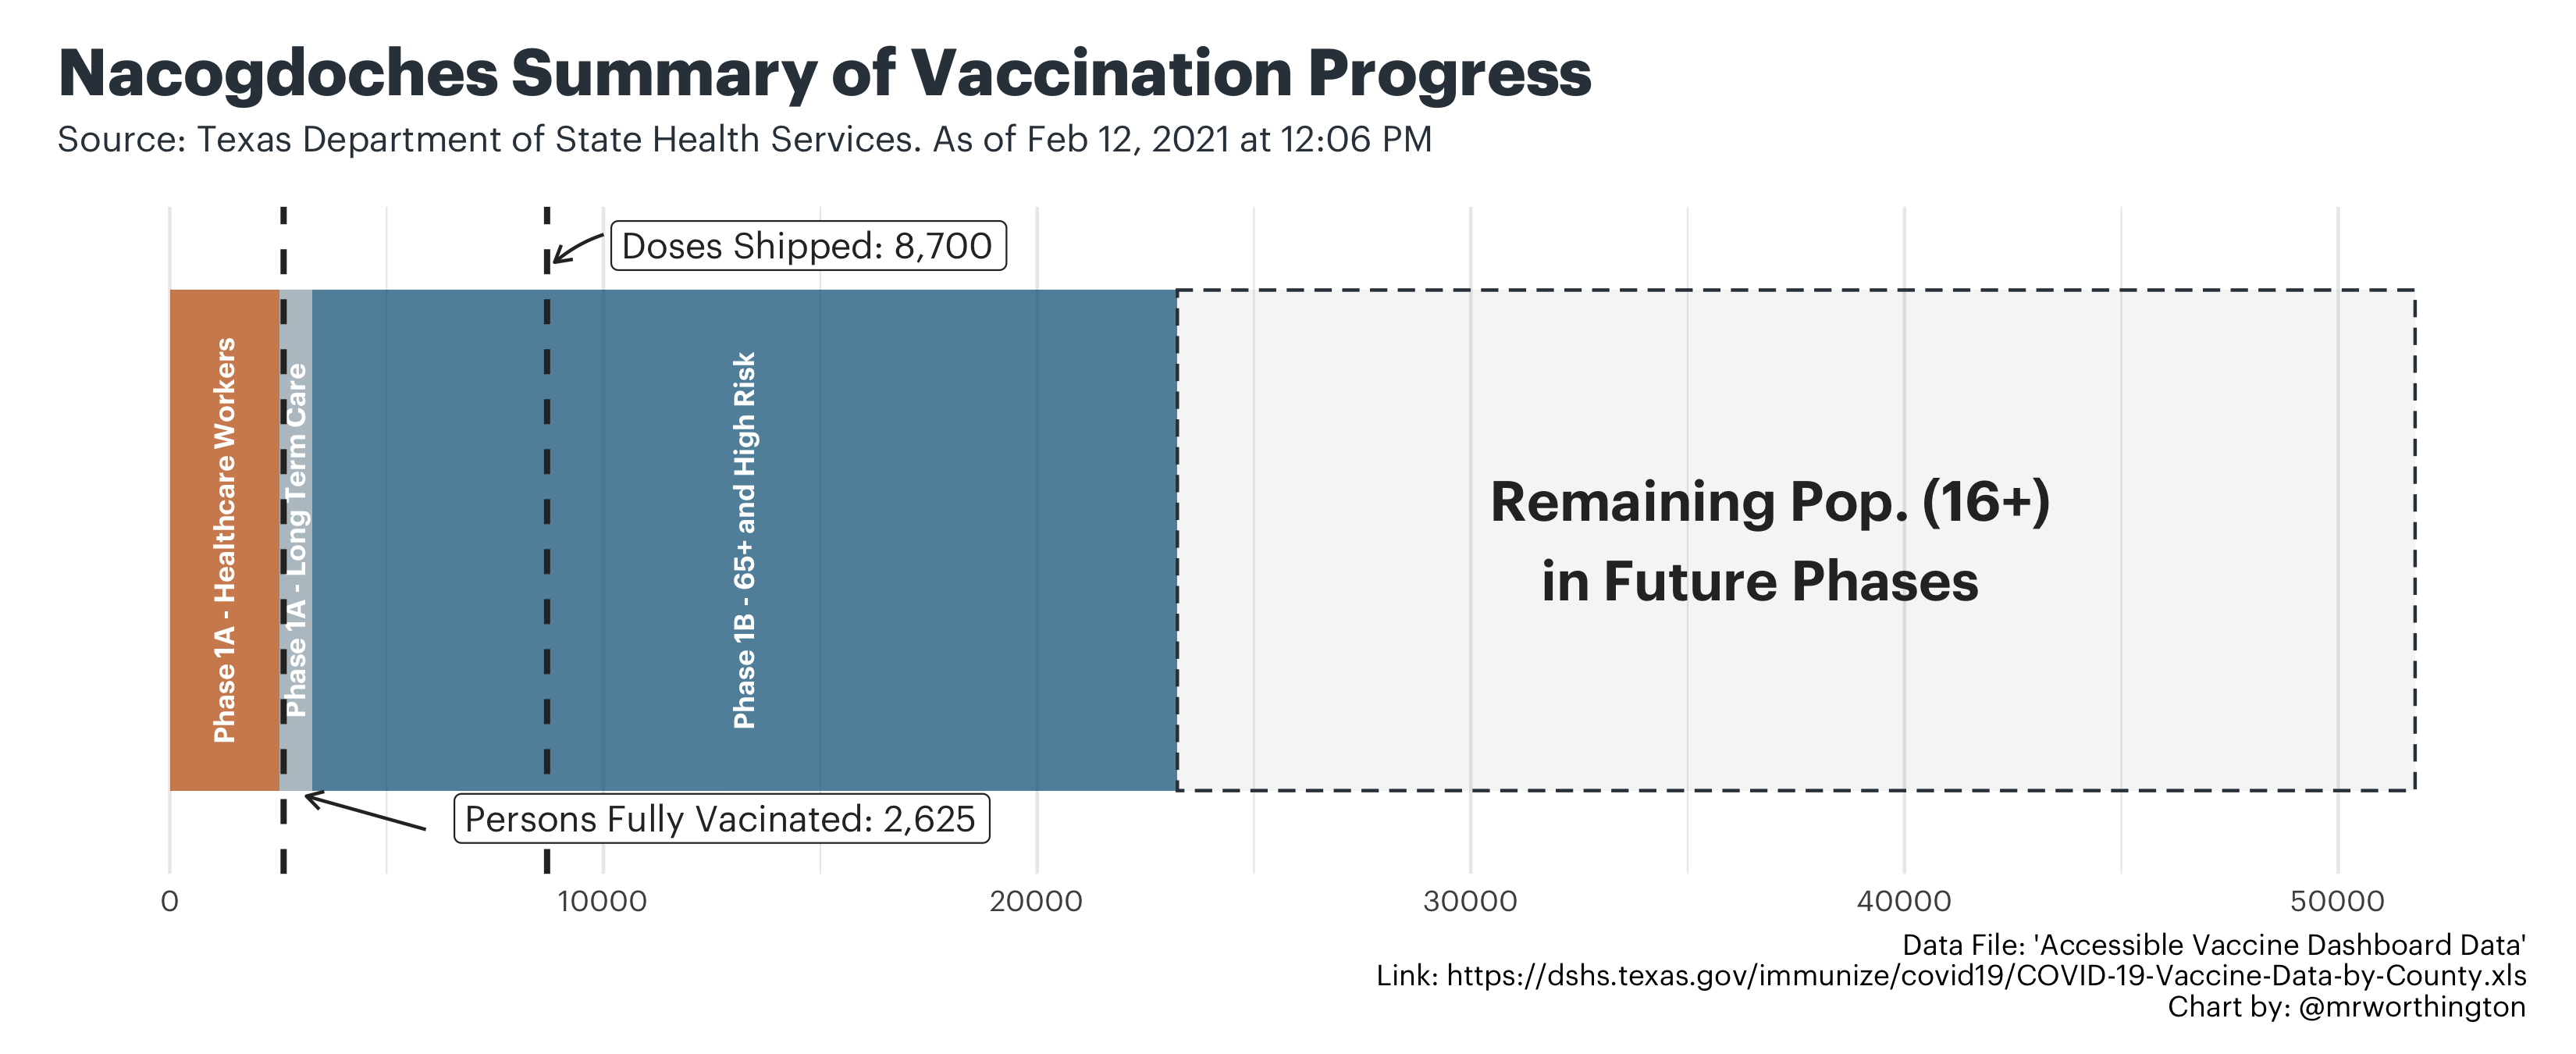 Nacogdoches Summary of Vaccination Progress
Source: Texas Department of State Health Services. As of Feb 12, 2021 at 12:06 PM
Doses Shipped: 8,700
Phase 1A - Healthcare Workers
Phase 1A - Long Term Care
Phase 1B - 65+ and High Risk
Remaining Pop. (16+)
in Future Phases
Persons Fully Vacinated: 2,625
0 10000 20000 30000 40000 50000
Data File: 'Accessible Vaccine Dashboard Data'
Link: https://dshs.texas.gov/immunize/covid19/COVID-19-Vaccine-Data-by-County.xls
Chart by: @mrworthington